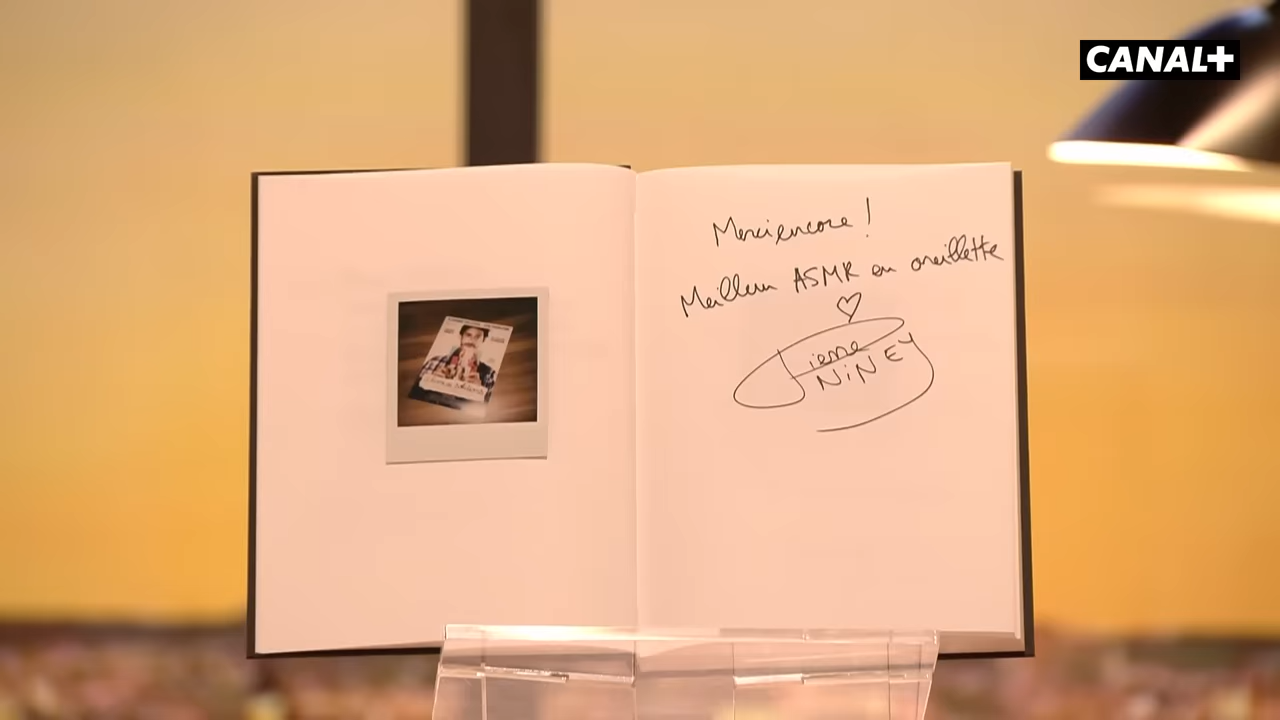 CANAL+
Merci encore !
Meilleur ASMR en oreillette
Pierre
NiNEY